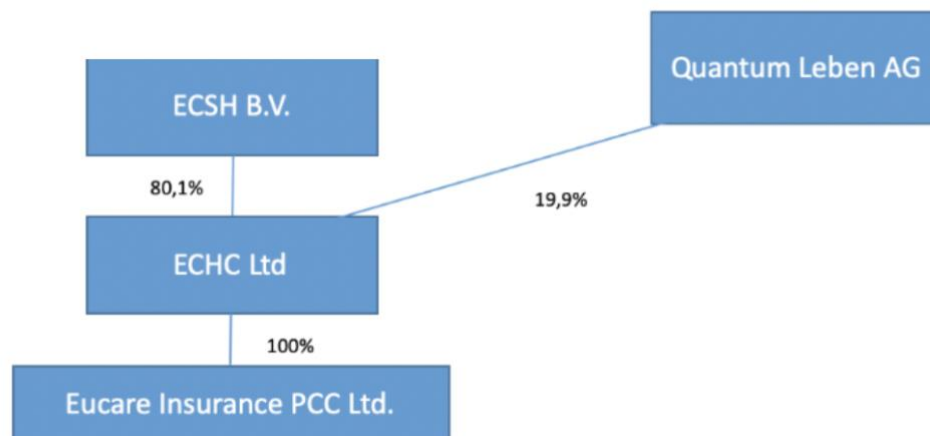 Quantum Leben AG
ECSH B.V.
80,1%
19,9%
ECHC Ltd
100%
Eucare Insurance PCC Ltd.